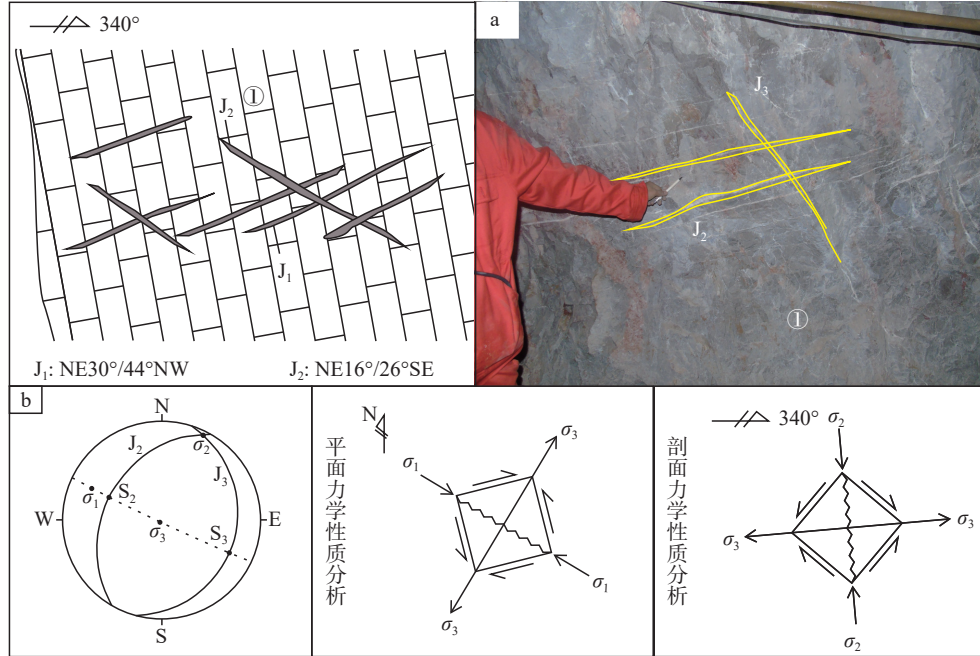 340°
①
J₂
J₁
J₁: NE30°/44°NW
J₂: NE16°/26°SE
a
J₃
J₂
①
b
N
J₂
σ₂
J₃
σ₁
S₂
W
E
σ₃
S₃
S
平面力学性质分析
N
σ₃
σ₁
σ₁
σ₃
剖面力学性质分析
340°
σ₂
σ₃
σ₃
σ₂